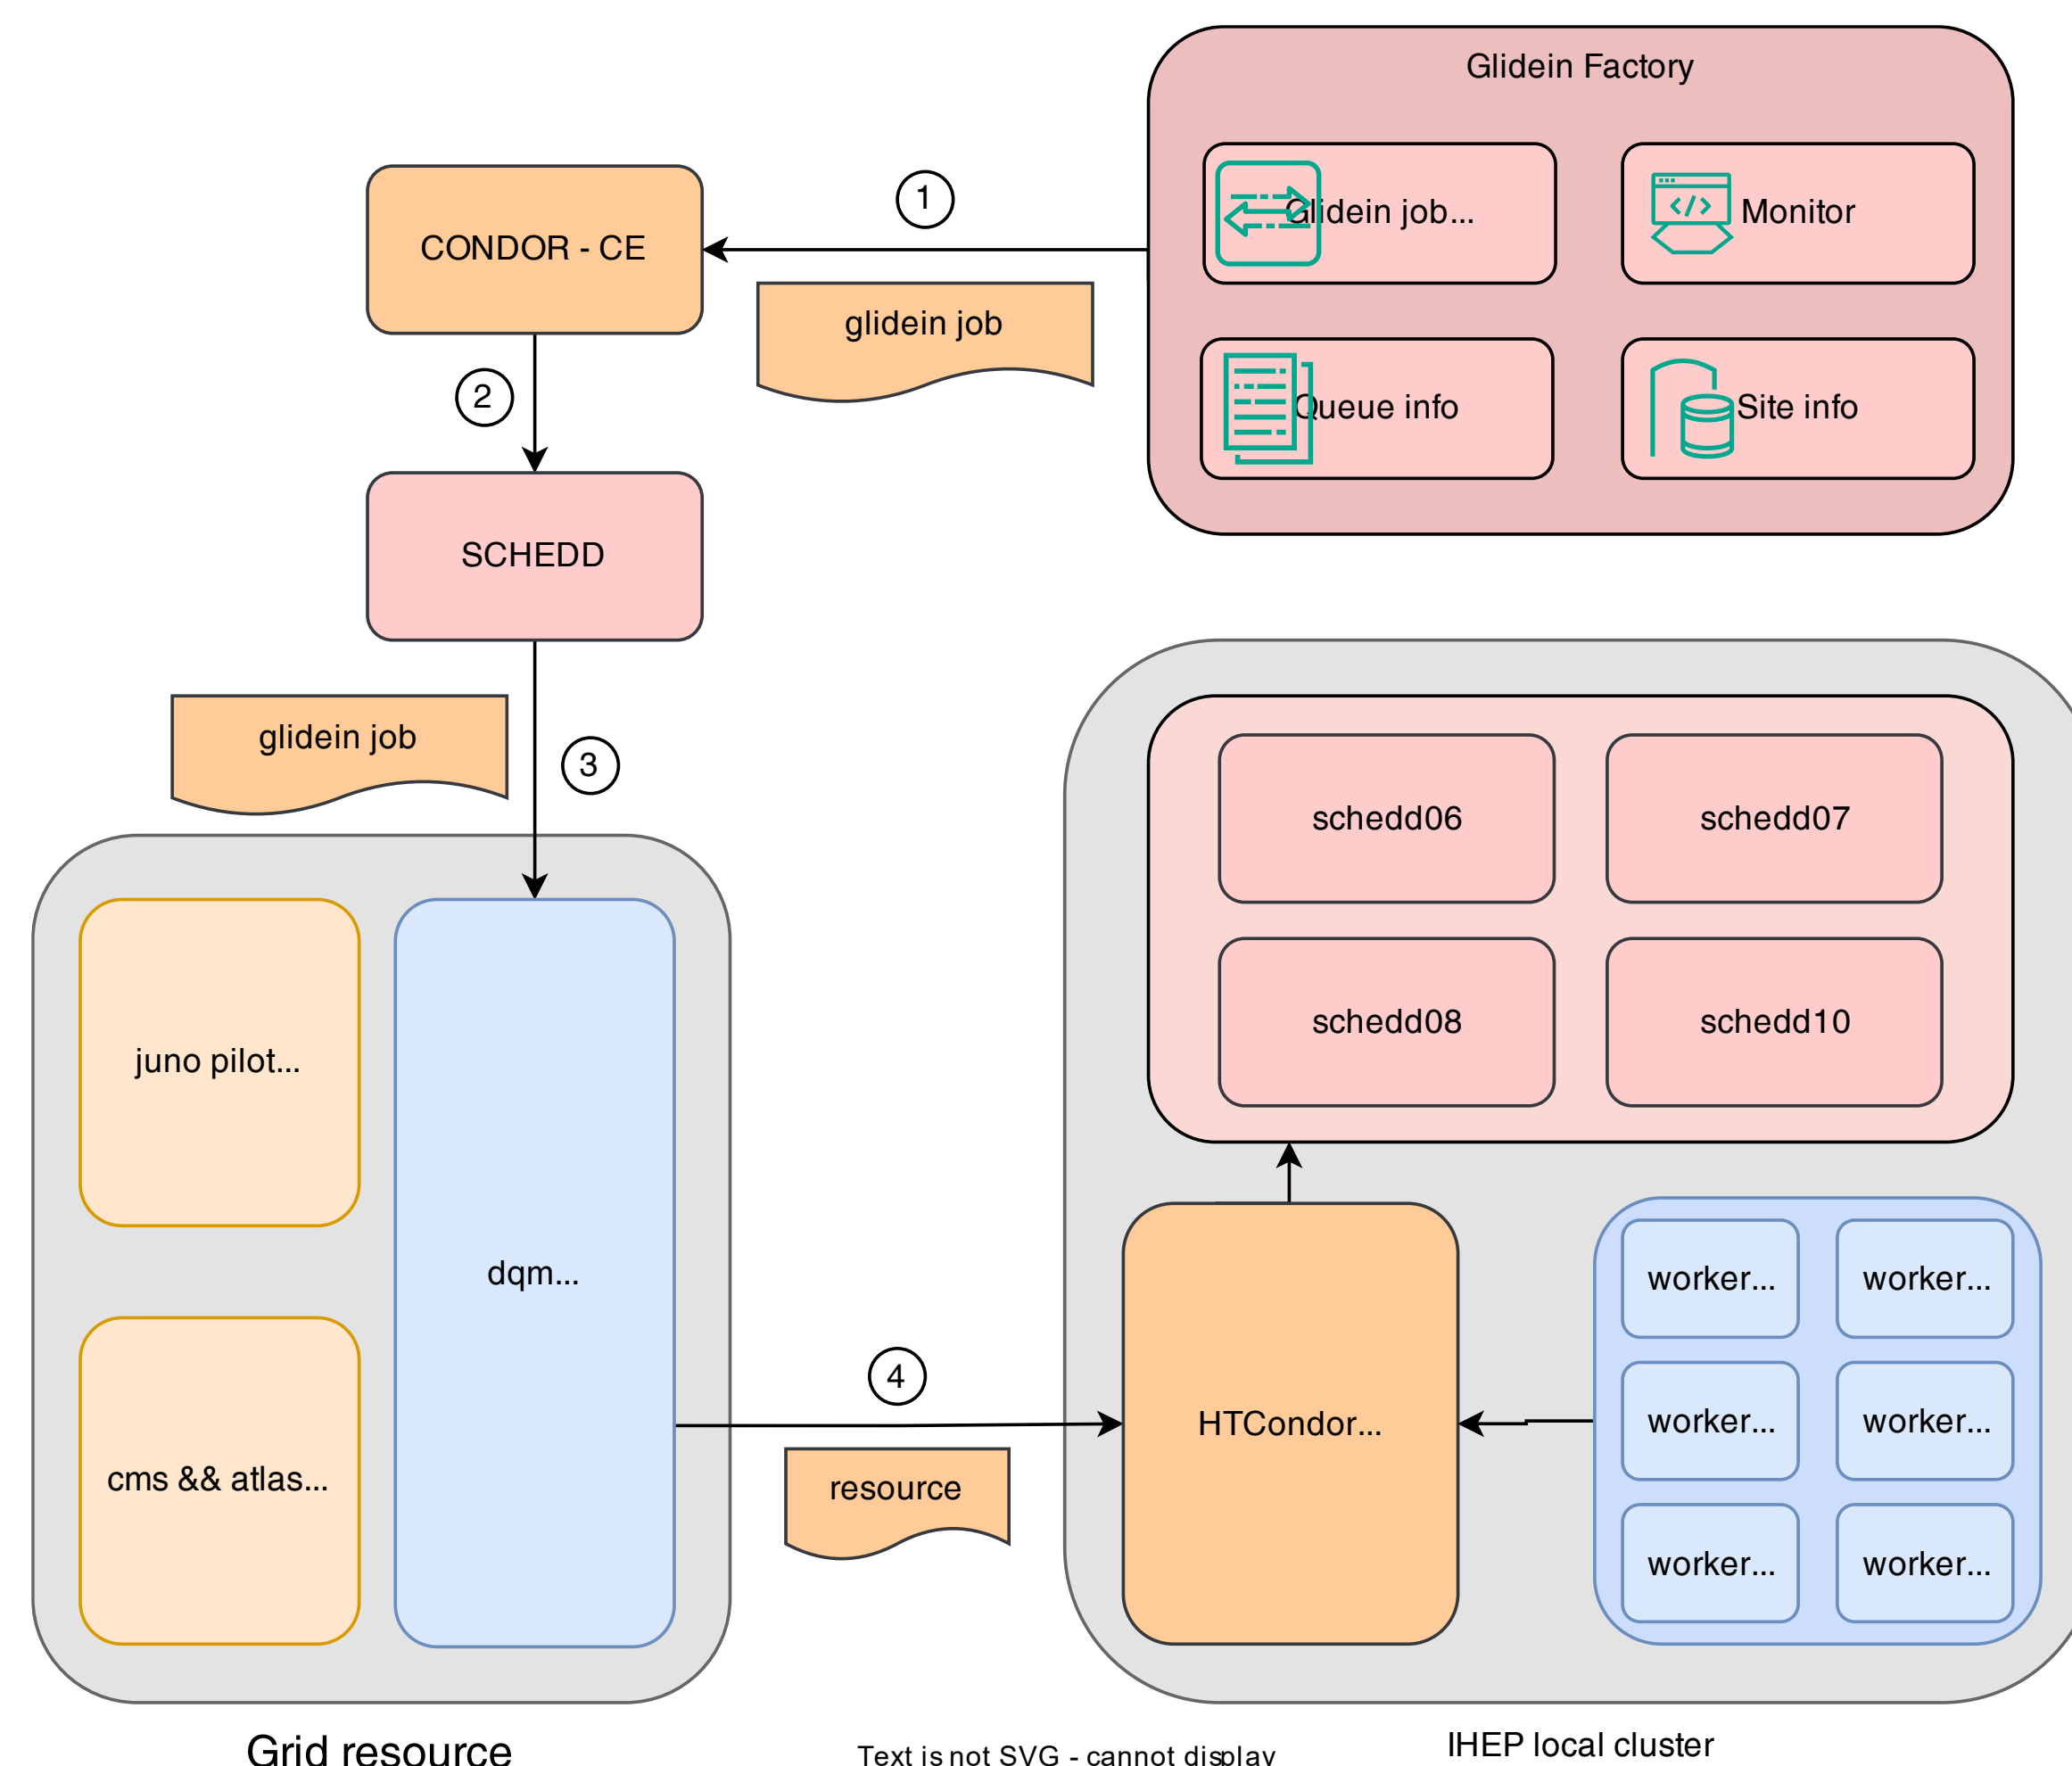 Glidein Factory
Glidein job...
Monitor
Queue info
Site info
1
CONDOR - CE
glidein job
2
SCHEDD
glidein job
3
juno pilot...
dqm...
cms && atlas...
Grid resource
4
resource
schedd06
schedd07
schedd08
schedd10
HTCondor...
worker...
worker...
worker...
worker...
worker...
worker...
IHEP local cluster
Text is not SVG - cannot display